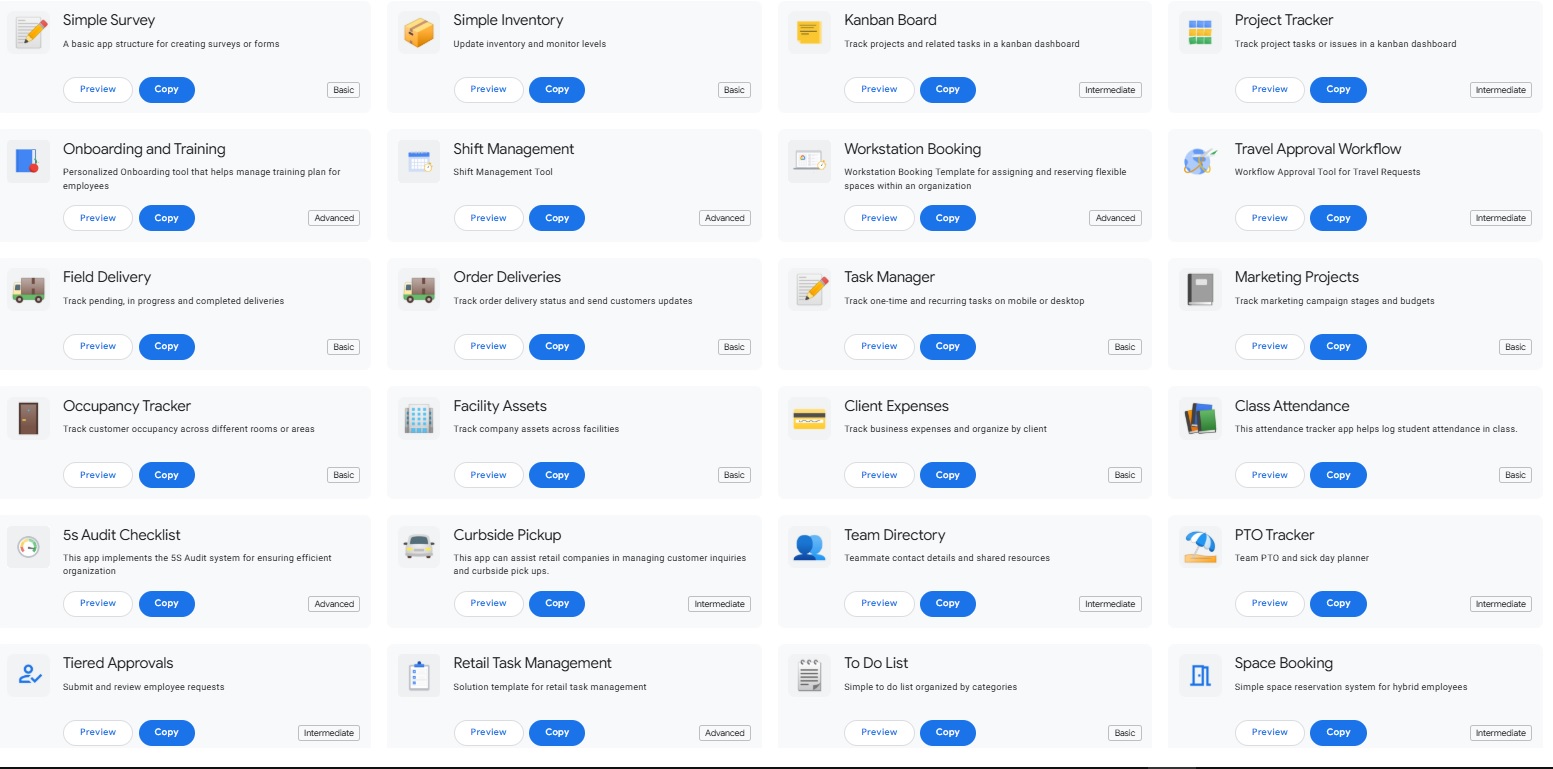 Simple Survey
A basic app structure for creating surveys or forms
Preview
Copy
Basic
Simple Inventory
Update inventory and monitor levels
Preview
Copy
Basic
Kanban Board
Track projects and related tasks in a kanban dashboard
Preview
Copy
Intermediate
Project Tracker
Track project tasks or issues in a kanban dashboard
Preview
Copy
Intermediate
Onboarding and Training
Personalized Onboarding tool that helps manage training plan for
employees
Preview
Copy
Advanced
Shift Management
Shift Management Tool
Preview
Copy
Advanced
Workstation Booking
Workstation Booking Template for assigning and reserving flexible
spaces within an organization
Preview
Copy
Advanced
Travel Approval Workflow
Workflow Approval Tool for Travel Requests
Preview
Copy
Intermediate
Field Delivery
Track pending, in progress and completed deliveries
Preview
Copy
Basic
Order Deliveries
Track order delivery status and send customers updates
Preview
Copy
Basic
Task Manager
Track one-time and recurring tasks on mobile or desktop
Preview
Copy
Basic
Marketing Projects
Track marketing campaign stages and budgets
Preview
Copy
Basic
Occupancy Tracker
Track customer occupancy across different rooms or areas
Preview
Copy
Basic
Facility Assets
Track company assets across facilities
Preview
Copy
Basic
Client Expenses
Track business expenses and organize by client
Preview
Copy
Basic
Class Attendance
This attendance tracker app helps log student attendance in class.
Preview
Copy
Basic
5s Audit Checklist
This app implements the 5S Audit system for ensuring efficient
organization
Preview
Copy
Advanced
Curbside Pickup
This app can assist retail companies in managing customer inquiries
and curbside pick ups.
Preview
Copy
Intermediate
Team Directory
Teammate contact details and shared resources
Preview
Copy
Intermediate
PTO Tracker
Team PTO and sick day planner
Preview
Copy
Intermediate
Tiered Approvals
Submit and review employee requests
Preview
Copy
Intermediate
Retail Task Management
Solution template for retail task management
Preview
Copy
Advanced
To Do List
Simple to do list organized by categories
Preview
Copy
Basic
Space Booking
Simple space reservation system for hybrid employees
Preview
Copy
Intermediate